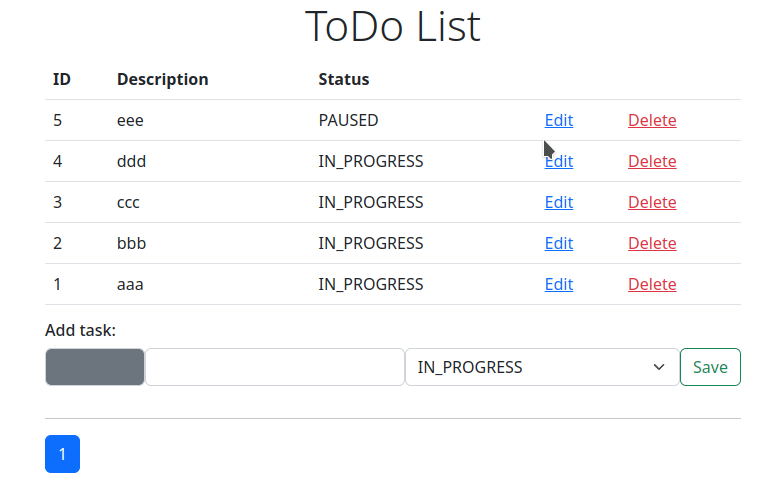 ToDo List
ID Description Status
5 eee PAUSED Edit Delete
4 ddd IN_PROGRESS Edit Delete
3 ccc IN_PROGRESS Edit Delete
2 bbb IN_PROGRESS Edit Delete
1 aaa IN_PROGRESS Edit Delete
Add task:
IN_PROGRESS Save
1